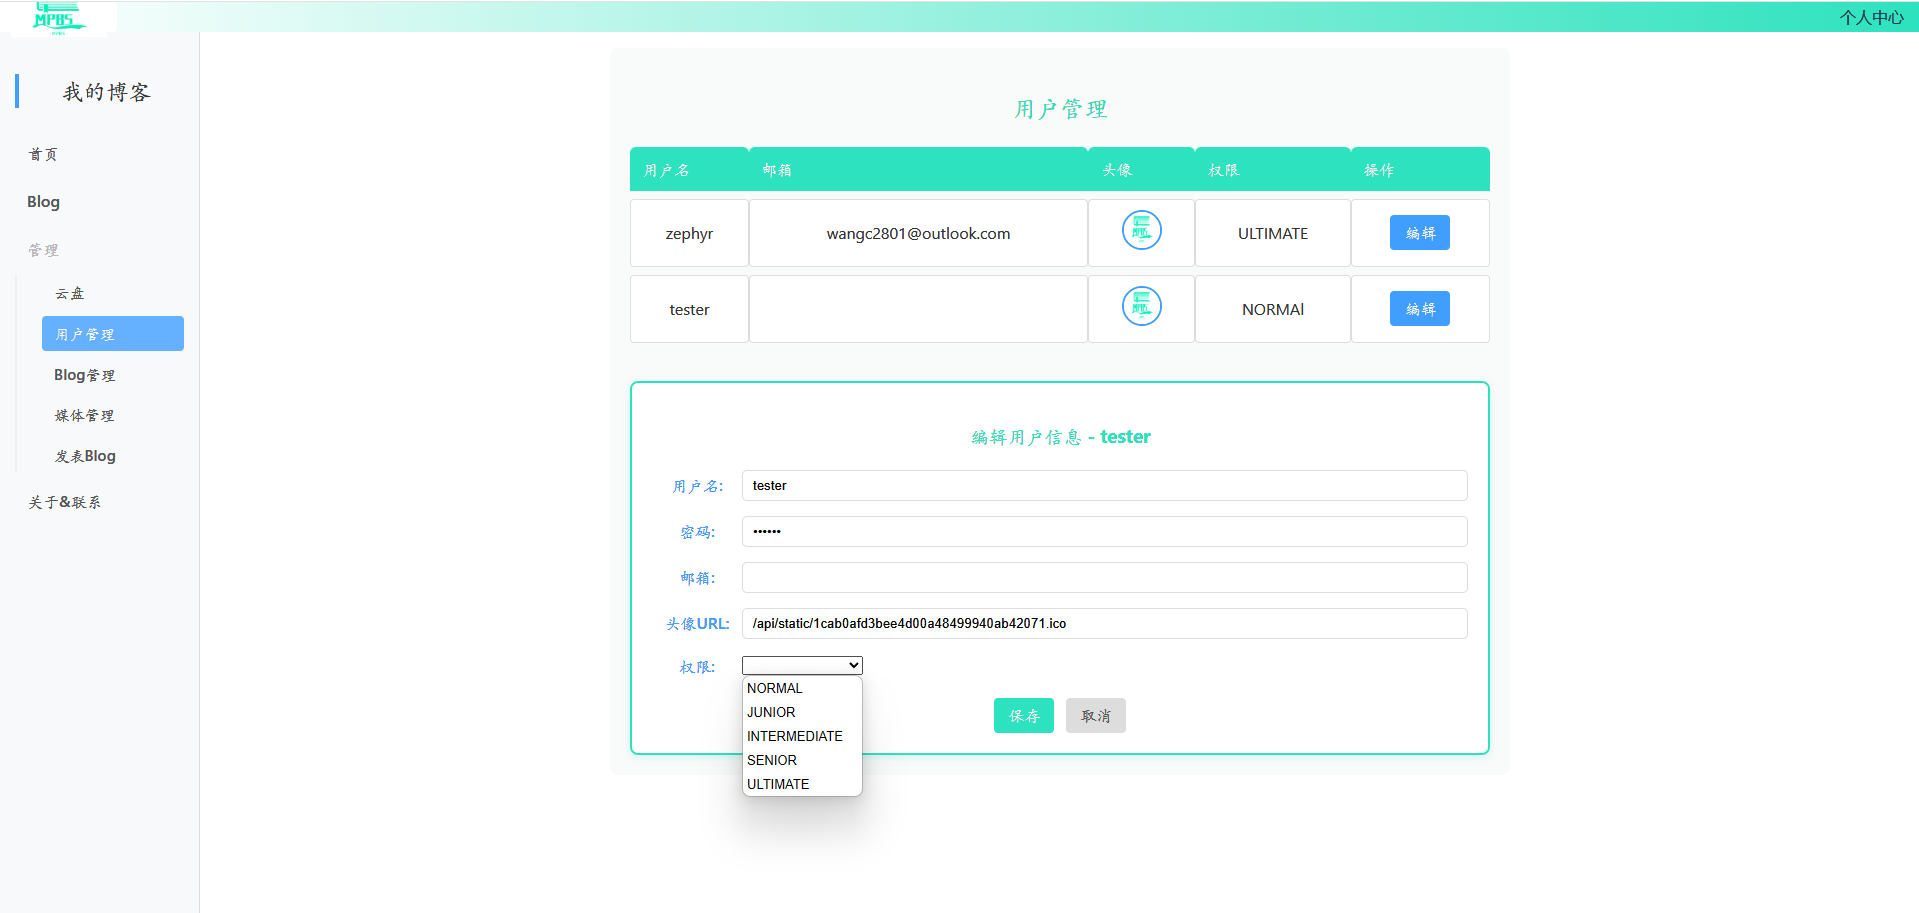 MPBS
个人中心
我的博客
首页
Blog
管理
云盘
用户管理
Blog管理
媒体管理
发表Blog
关于&联系
用户管理
用户名 邮箱 头像 权限 操作
zephyr wangc2801@outlook.com ULTIMATE 编辑
tester NORMAl 编辑
编辑用户信息 - tester
用户名: tester
密码: ••••••
邮箱:
头像URL: /api/static/1cab0afd3bee4d00a48499940ab42071.ico
权限:
NORMAL
JUNIOR
INTERMEDIATE
SENIOR
ULTIMATE
保存 取消